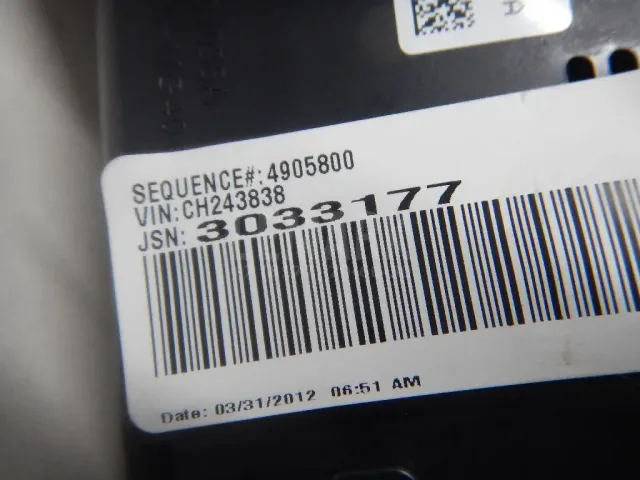 SEQUENCE#: 4905800
VIN: CH243838
JSN: 3033177
Date: 03/31/2012 06:51 AM